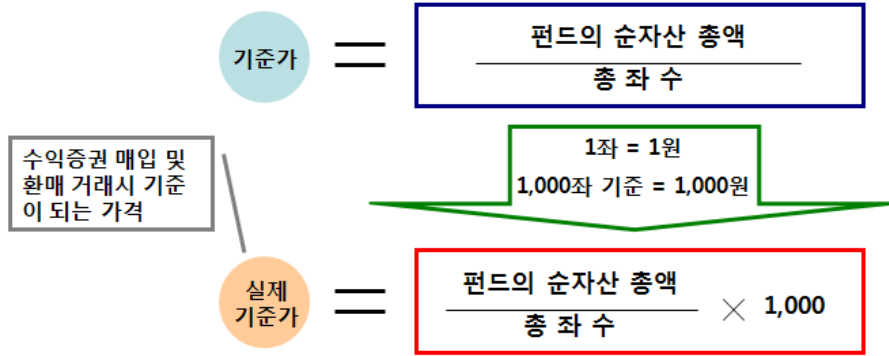 기준가
=
펀드의 순자산 총액
총 좌 수
수익증권 매입 및
환매 거래시 기준
이 되는 가격
1좌 = 1원
1,000좌 기준 = 1,000원
실제
기준가
=
펀드의 순자산 총액
총 좌 수
× 1,000